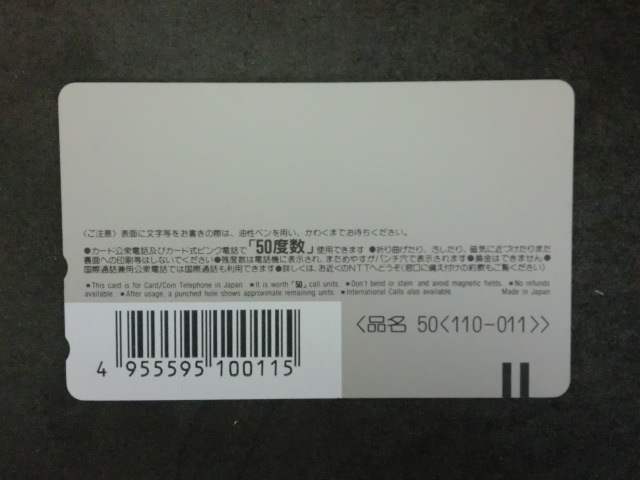 〈ご注意〉表面に文字等をお書きの際は、油性ペンを用い、かわくまでお待ちください。
●カード公衆電話及びカード式ピンク電話で「50度数」使用できます ●折り曲げたり、汚したり、磁気に近づけたりまた
裏面への印刷等はしないでください ●残度数は電話機に表示され、まためやすがパンチ穴で表示されます ●換金はできません ●
国際通話兼用公衆電話では国際通話も利用できます ●詳しくは、お近くのNTTへどうぞ(窓口に備え付けの約款もご覧ください)
■This card is for Card/Coin Telephone in Japan ■It is worth「50」call units. ■Don't bend or stain and avoid magnetic fields. ■No refunds
available. ■After usage, a punched hole shows approximate remaining units. ■International Calls also available. Made in Japan
〈品名 50〈110-011〉〉
4 955595 100115